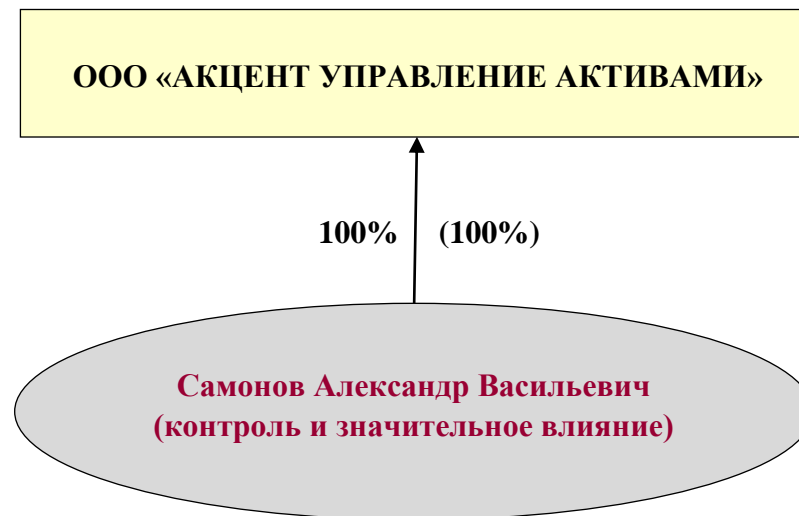 ООО «АКЦЕНТ УПРАВЛЕНИЕ АКТИВАМИ»
100% (100%)
Самонов Александр Васильевич
(контроль и значительное влияние)